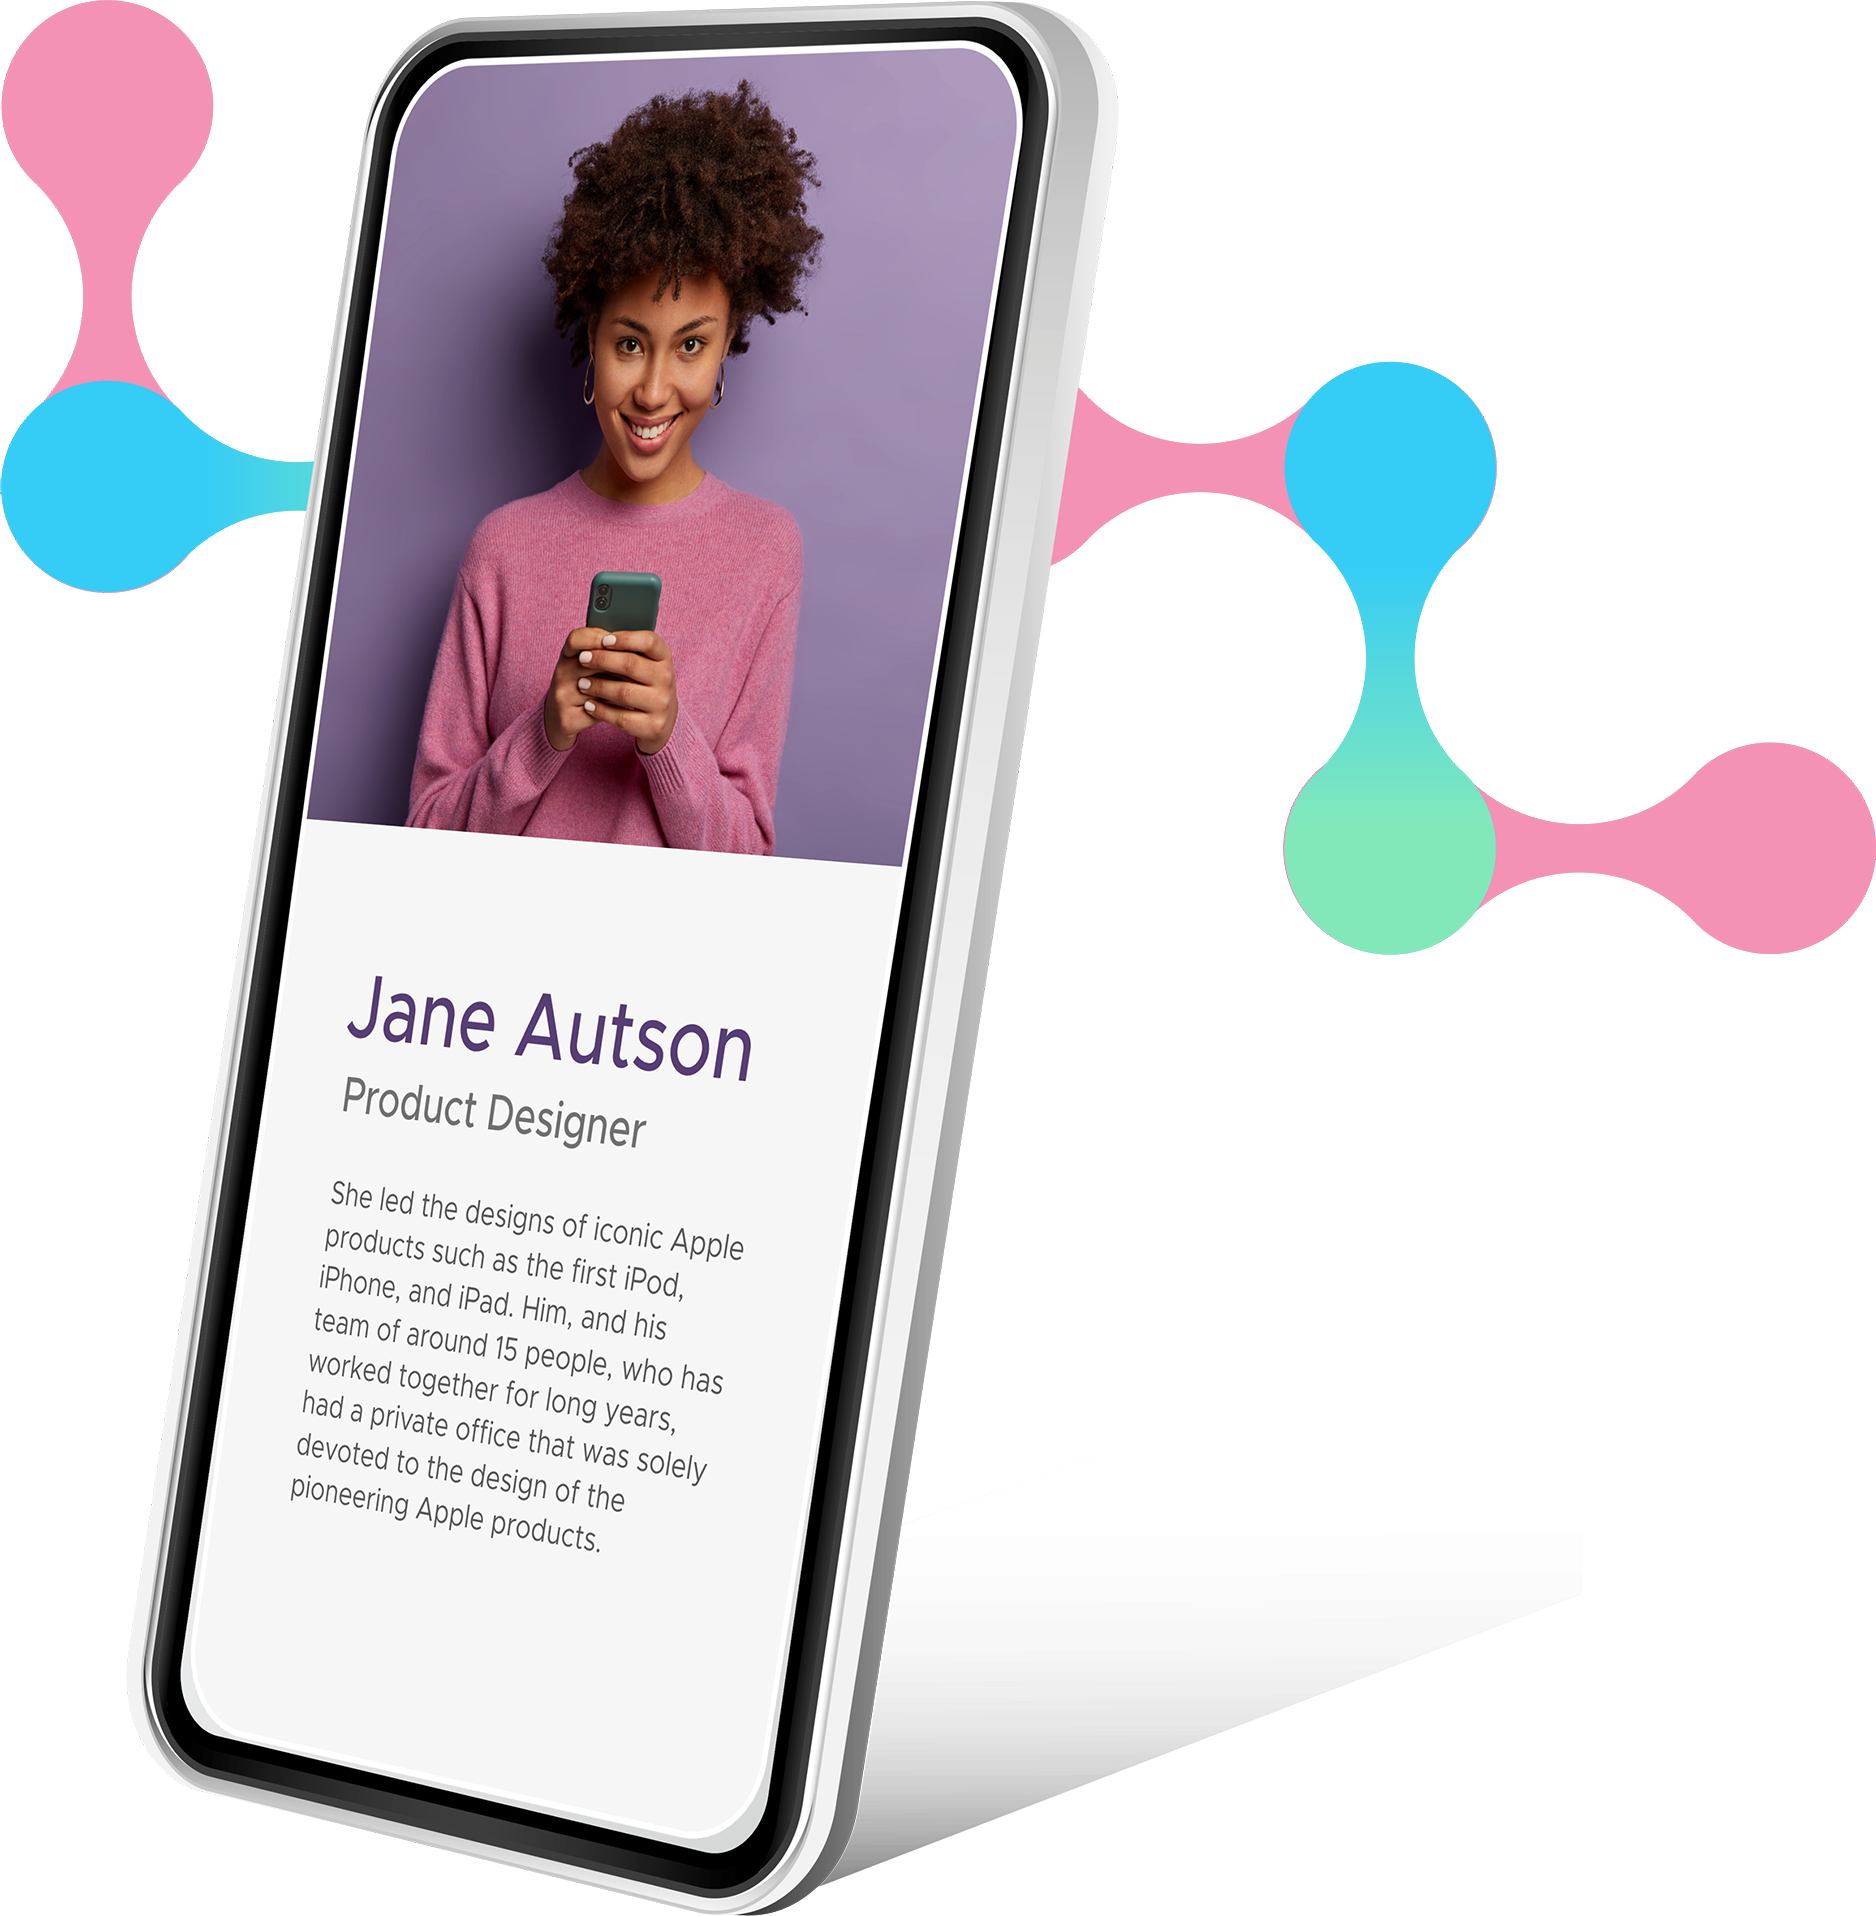 Jane Autson
Product Designer
She led the designs of iconic Apple
products such as the first iPod,
iPhone, and iPad. Him, and his
team of around 15 people, who has
worked together for long years,
had a private office that was solely
devoted to the design of the
pioneering Apple products.